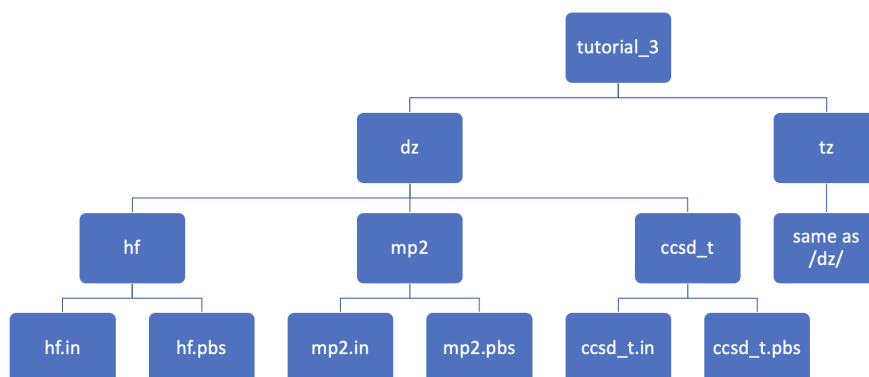 tutorial_3
dz
tz
hf
mp2
ccsd_t
same as
/dz/
hf.in
hf.pbs
mp2.in
mp2.pbs
ccsd_t.in
ccsd_t.pbs